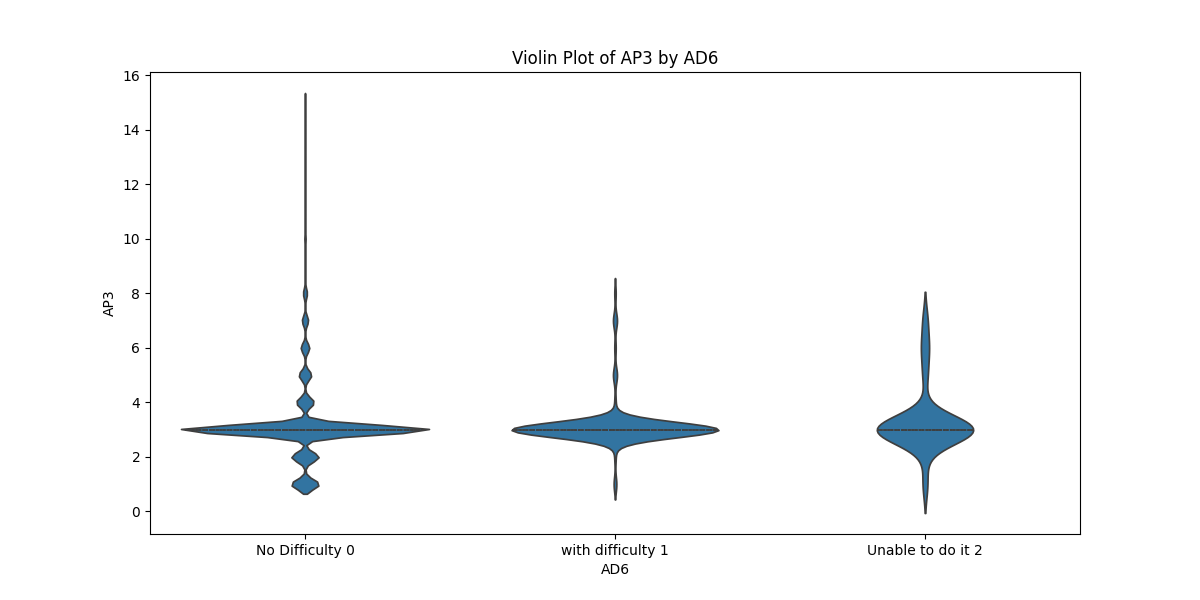 Violin Plot of AP3 by AD6
16
14
12
10
8
6
4
2
0
AP3
No Difficulty 0
with difficulty 1
Unable to do it 2
AD6